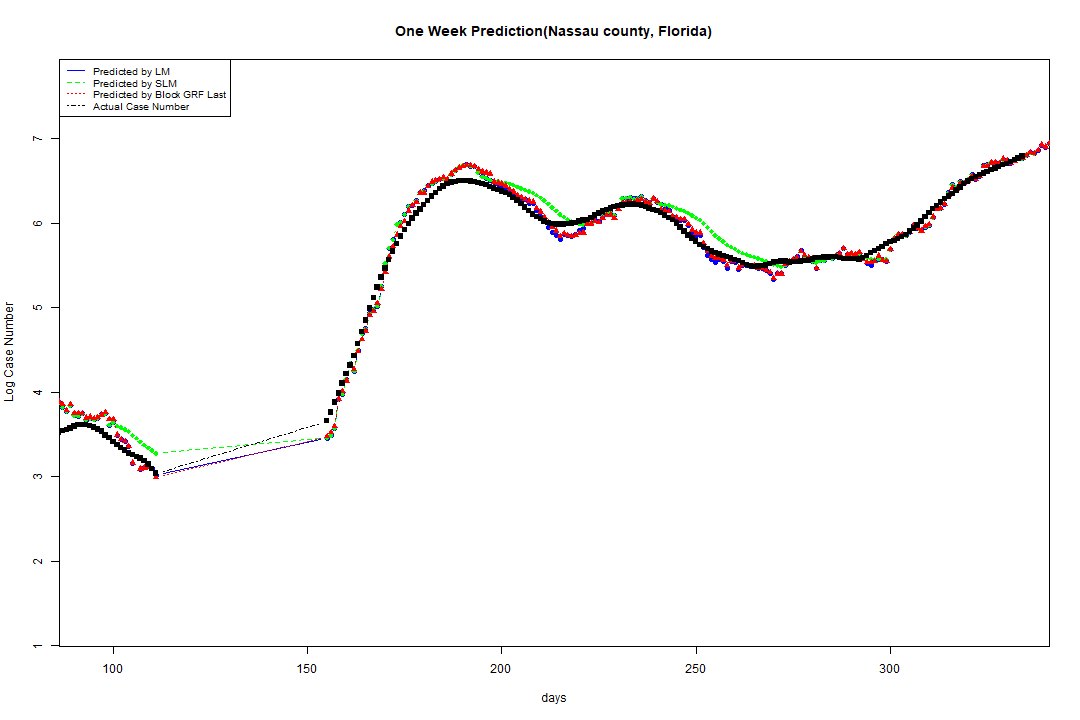 One Week Prediction(Nassau county, Florida)
Predicted by LM
Predicted by SLM
Predicted by Block GRF Last
Actual Case Number
7
6
5
4
3
2
1
Log Case Number
100 150 200 250 300
days